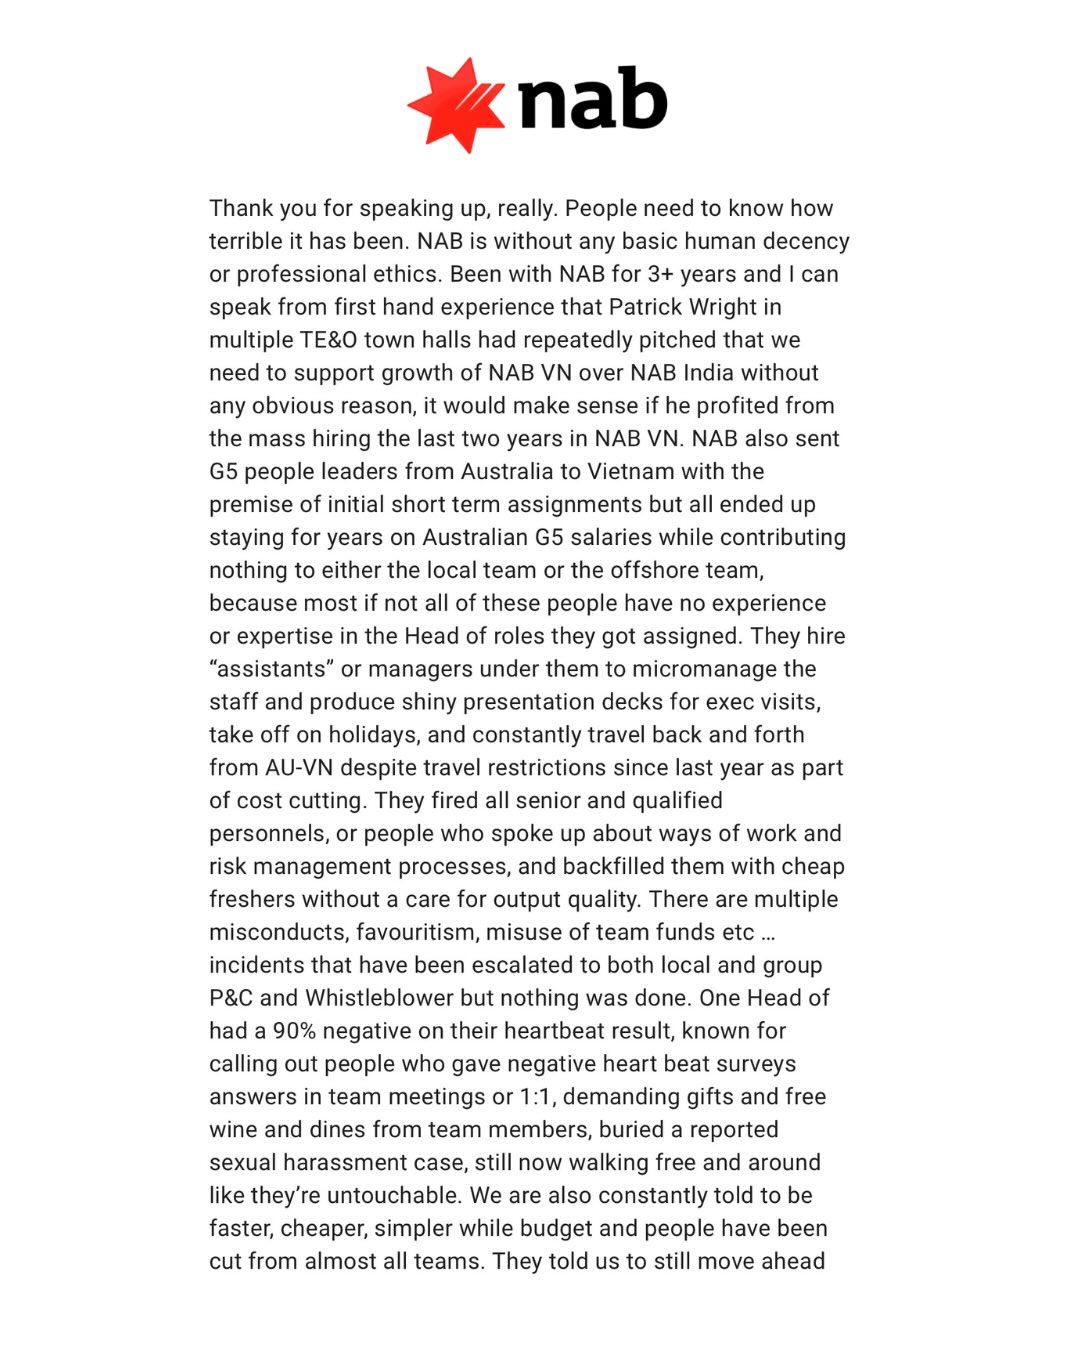 nab
Thank you for speaking up, really. People need to know how
terrible it has been. NAB is without any basic human decency
or professional ethics. Been with NAB for 3+ years and I can
speak from first hand experience that Patrick Wright in
multiple TE&O town halls had repeatedly pitched that we
need to support growth of NAB VN over NAB India without
any obvious reason, it would make sense if he profited from
the mass hiring the last two years in NAB VN. NAB also sent
G5 people leaders from Australia to Vietnam with the
premise of initial short term assignments but all ended up
staying for years on Australian G5 salaries while contributing
nothing to either the local team or the offshore team,
because most if not all of these people have no experience
or expertise in the Head of roles they got assigned. They hire
“assistants” or managers under them to micromanage the
staff and produce shiny presentation decks for exec visits,
take off on holidays, and constantly travel back and forth
from AU-VN despite travel restrictions since last year as part
of cost cutting. They fired all senior and qualified
personnels, or people who spoke up about ways of work and
risk management processes, and backfilled them with cheap
freshers without a care for output quality. There are multiple
misconducts, favouritism, misuse of team funds etc …
incidents that have been escalated to both local and group
P&C and Whistleblower but nothing was done. One Head of
had a 90% negative on their heartbeat result, known for
calling out people who gave negative heart beat surveys
answers in team meetings or 1:1, demanding gifts and free
wine and dines from team members, buried a reported
sexual harassment case, still now walking free and around
like they’re untouchable. We are also constantly told to be
faster, cheaper, simpler while budget and people have been
cut from almost all teams. They told us to still move ahead